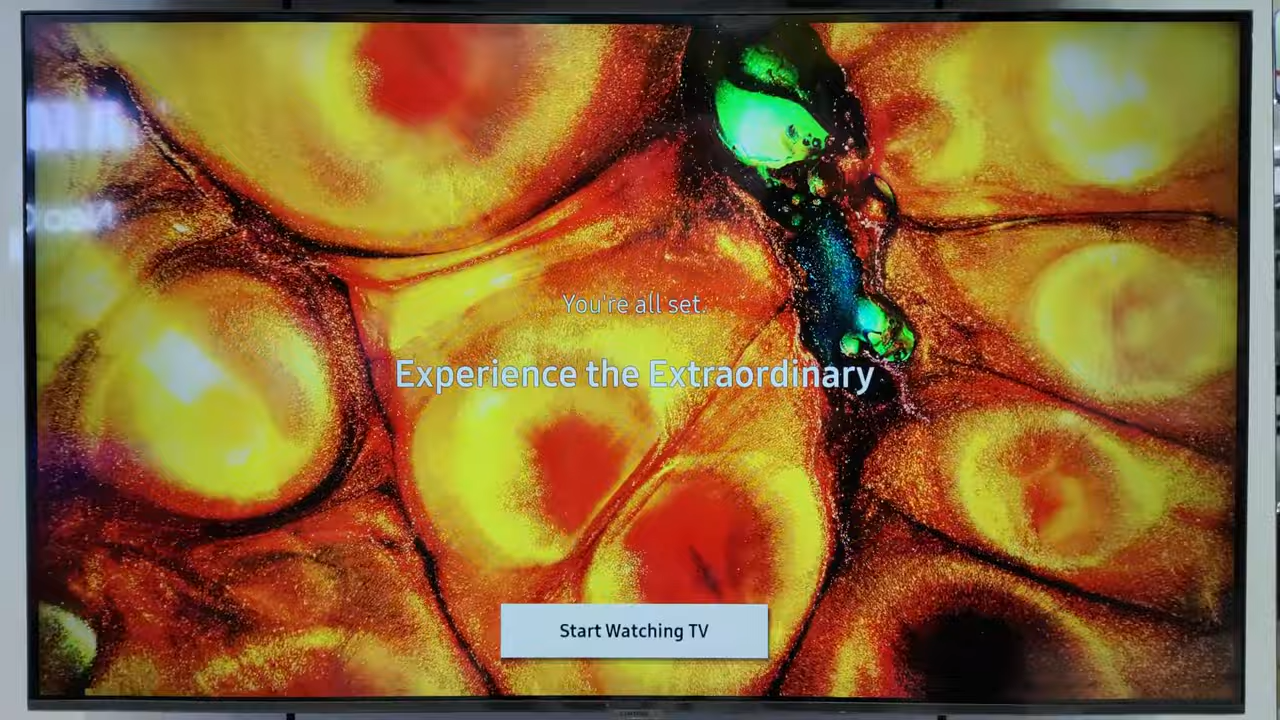 You're all set.
Experience the Extraordinary
Start Watching TV